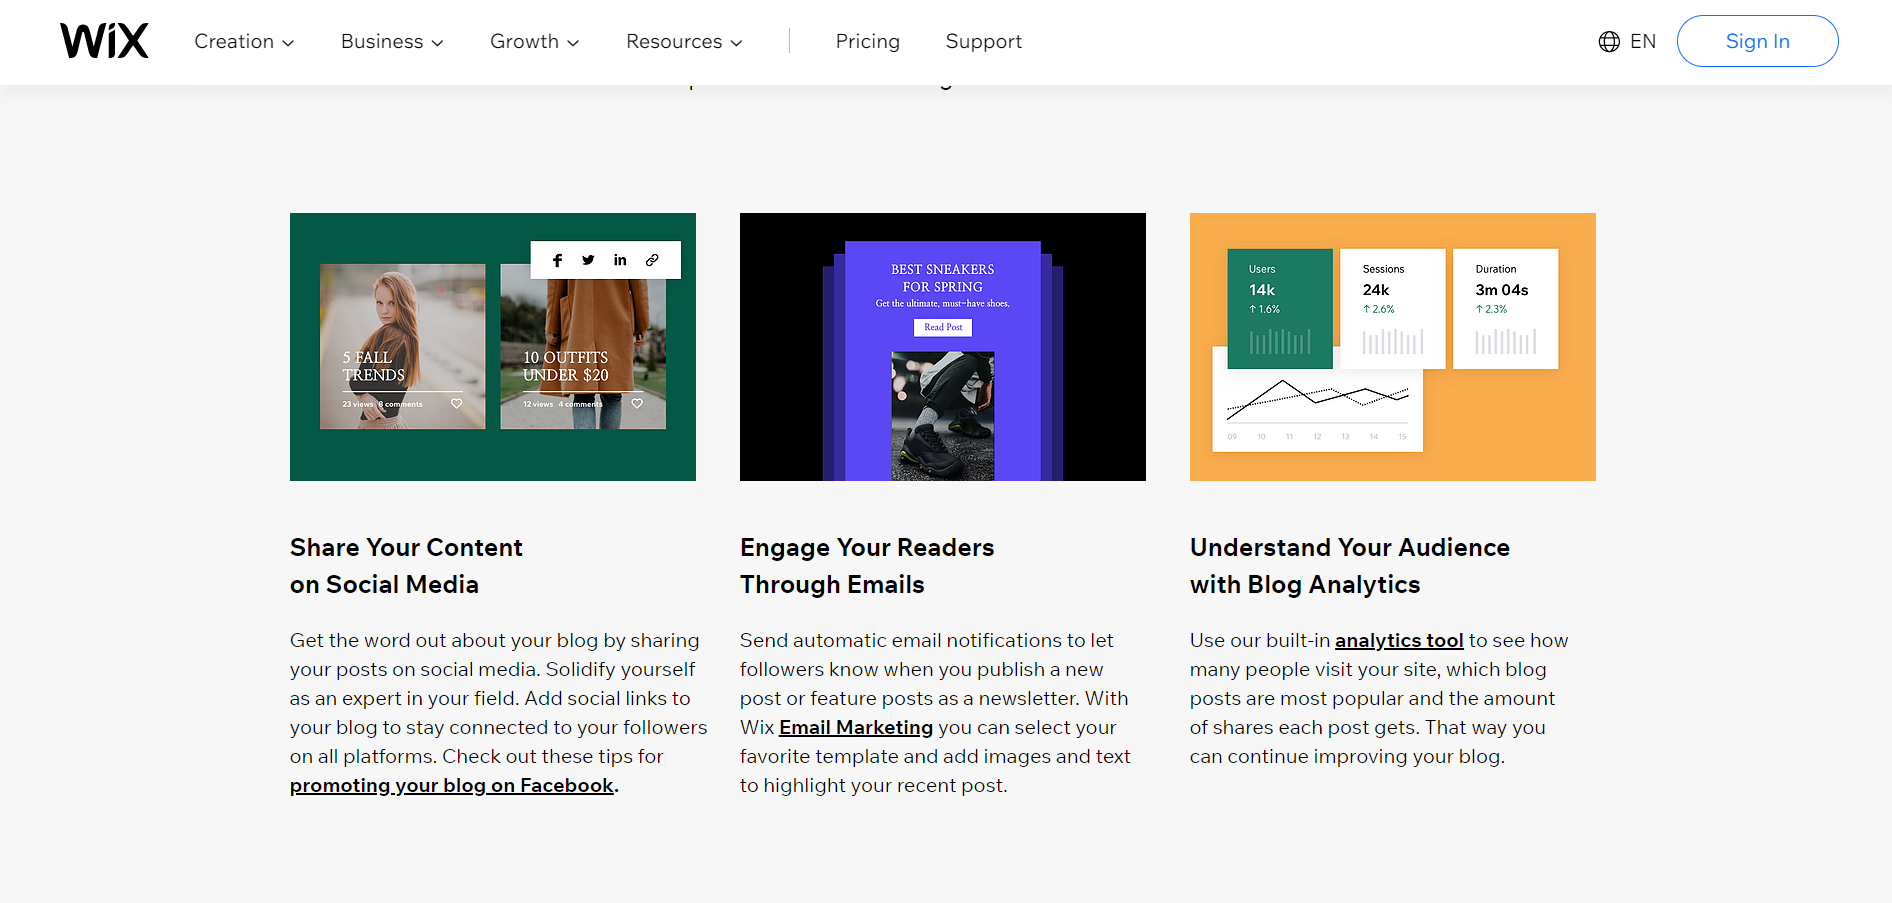 WiX
Creation
Business
Growth
Resources
Pricing
Support
EN
Sign In
5 FALL
TRENDS
23 views 8 comments
10 OUTFITS
UNDER $20
12 views 4 comments
BEST SNEAKERS
FOR SPRING
Get the ultimate, must-have shoes.
Read Post
Users
14k
↑ 1.6%
Sessions
24k
↑ 2.6%
Duration
3m 04s
↑ 2.3%
09 10 11 12 13 14 15
Share Your Content
on Social Media
Get the word out about your blog by sharing
your posts on social media. Solidify yourself
as an expert in your field. Add social links to
your blog to stay connected to your followers
on all platforms. Check out these tips for
promoting your blog on Facebook.
Engage Your Readers
Through Emails
Send automatic email notifications to let
followers know when you publish a new
post or feature posts as a newsletter. With
Wix Email Marketing you can select your
favorite template and add images and text
to highlight your recent post.
Understand Your Audience
with Blog Analytics
Use our built-in analytics tool to see how
many people visit your site, which blog
posts are most popular and the amount
of shares each post gets. That way you
can continue improving your blog.